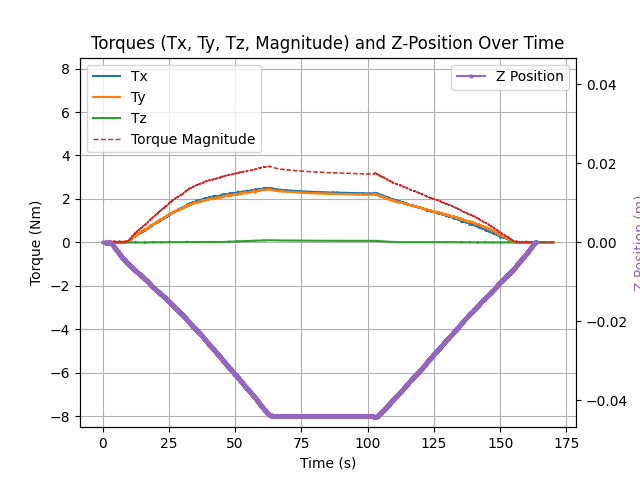 Torques (Tx, Ty, Tz, Magnitude) and Z-Position Over Time
Tx
Ty
Tz
Torque Magnitude
Z Position
8
6
4
2
0
−2
−4
−6
−8
Torque (Nm)
0.04
0.02
0.00
−0.02
−0.04
Z Position (m)
0
25
50
75
100
125
150
175
Time (s)